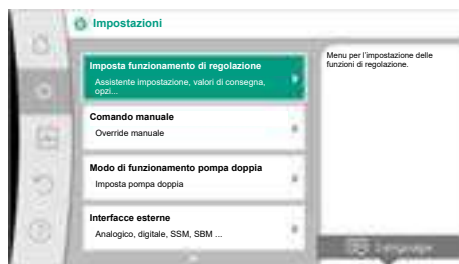 Impostazioni
Imposta funzionamento di regolazione
Assistente impostazione, valori di consegna,
opzi...
Comando manuale
Override manuale
Modo di funzionamento pompa doppia
Imposta pompa doppia
Interfacce esterne
Analogico, digitale, SSM, SBM ...
Menu per l'impostazione delle
funzioni di regolazione.